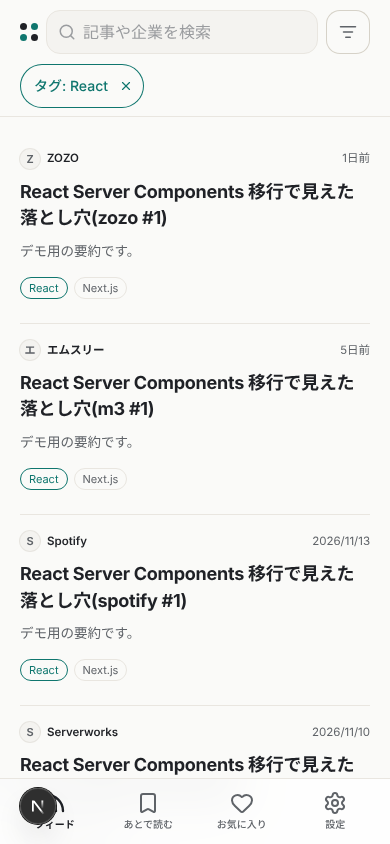 記事や企業を検索
タグ: React ×
Z ZOZO 1日前
React Server Components 移行で見えた
落とし穴(zozo #1)
デモ用の要約です。
React Next.js
エ エムスリー 5日前
React Server Components 移行で見えた
落とし穴(m3 #1)
デモ用の要約です。
React Next.js
S Spotify 2026/11/13
React Server Components 移行で見えた
落とし穴(spotify #1)
デモ用の要約です。
React Next.js
S Serverworks 2026/11/10
React Server Components 移行で見えた
N
ィード あとで読む お気に入り 設定